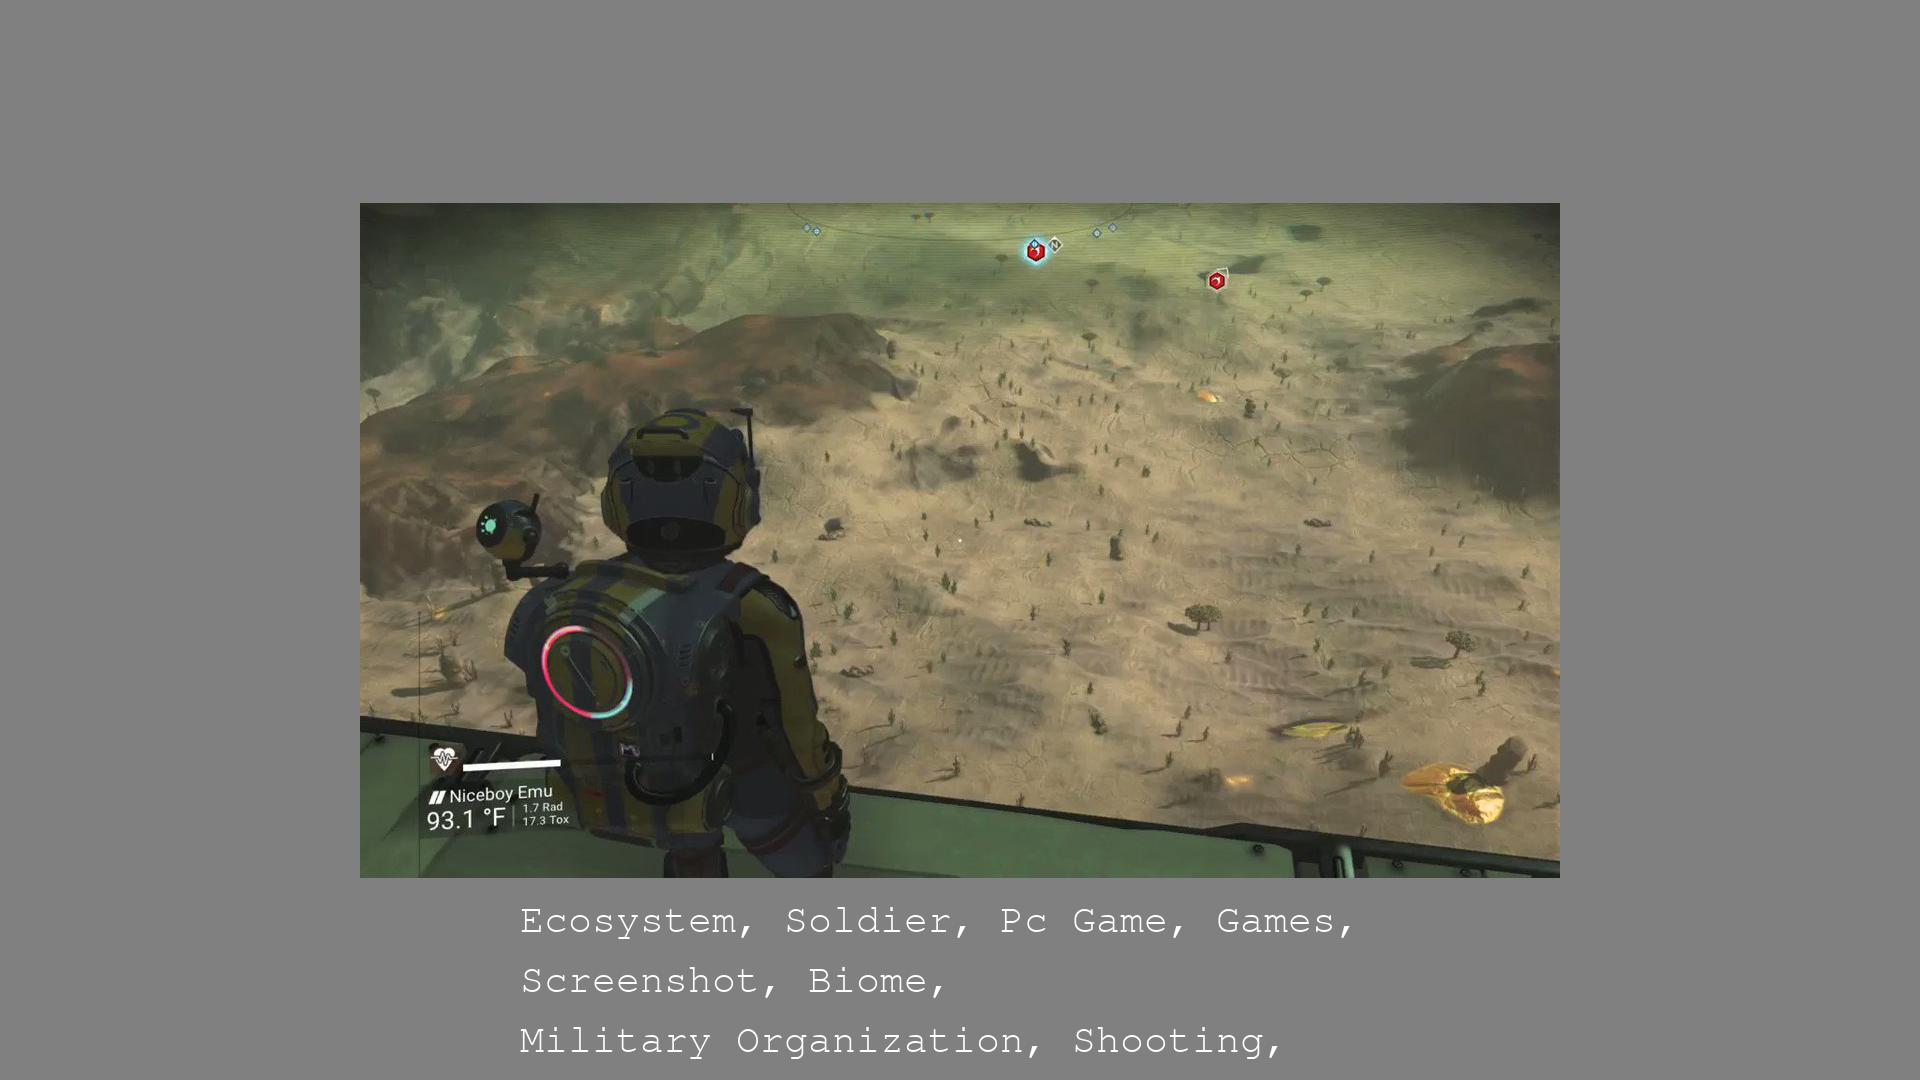 N
Niceboy Emu
93.1 °F
1.7 Rad
17.3 Tox
Ecosystem, Soldier, Pc Game, Games,
Screenshot, Biome,
Military Organization, Shooting,